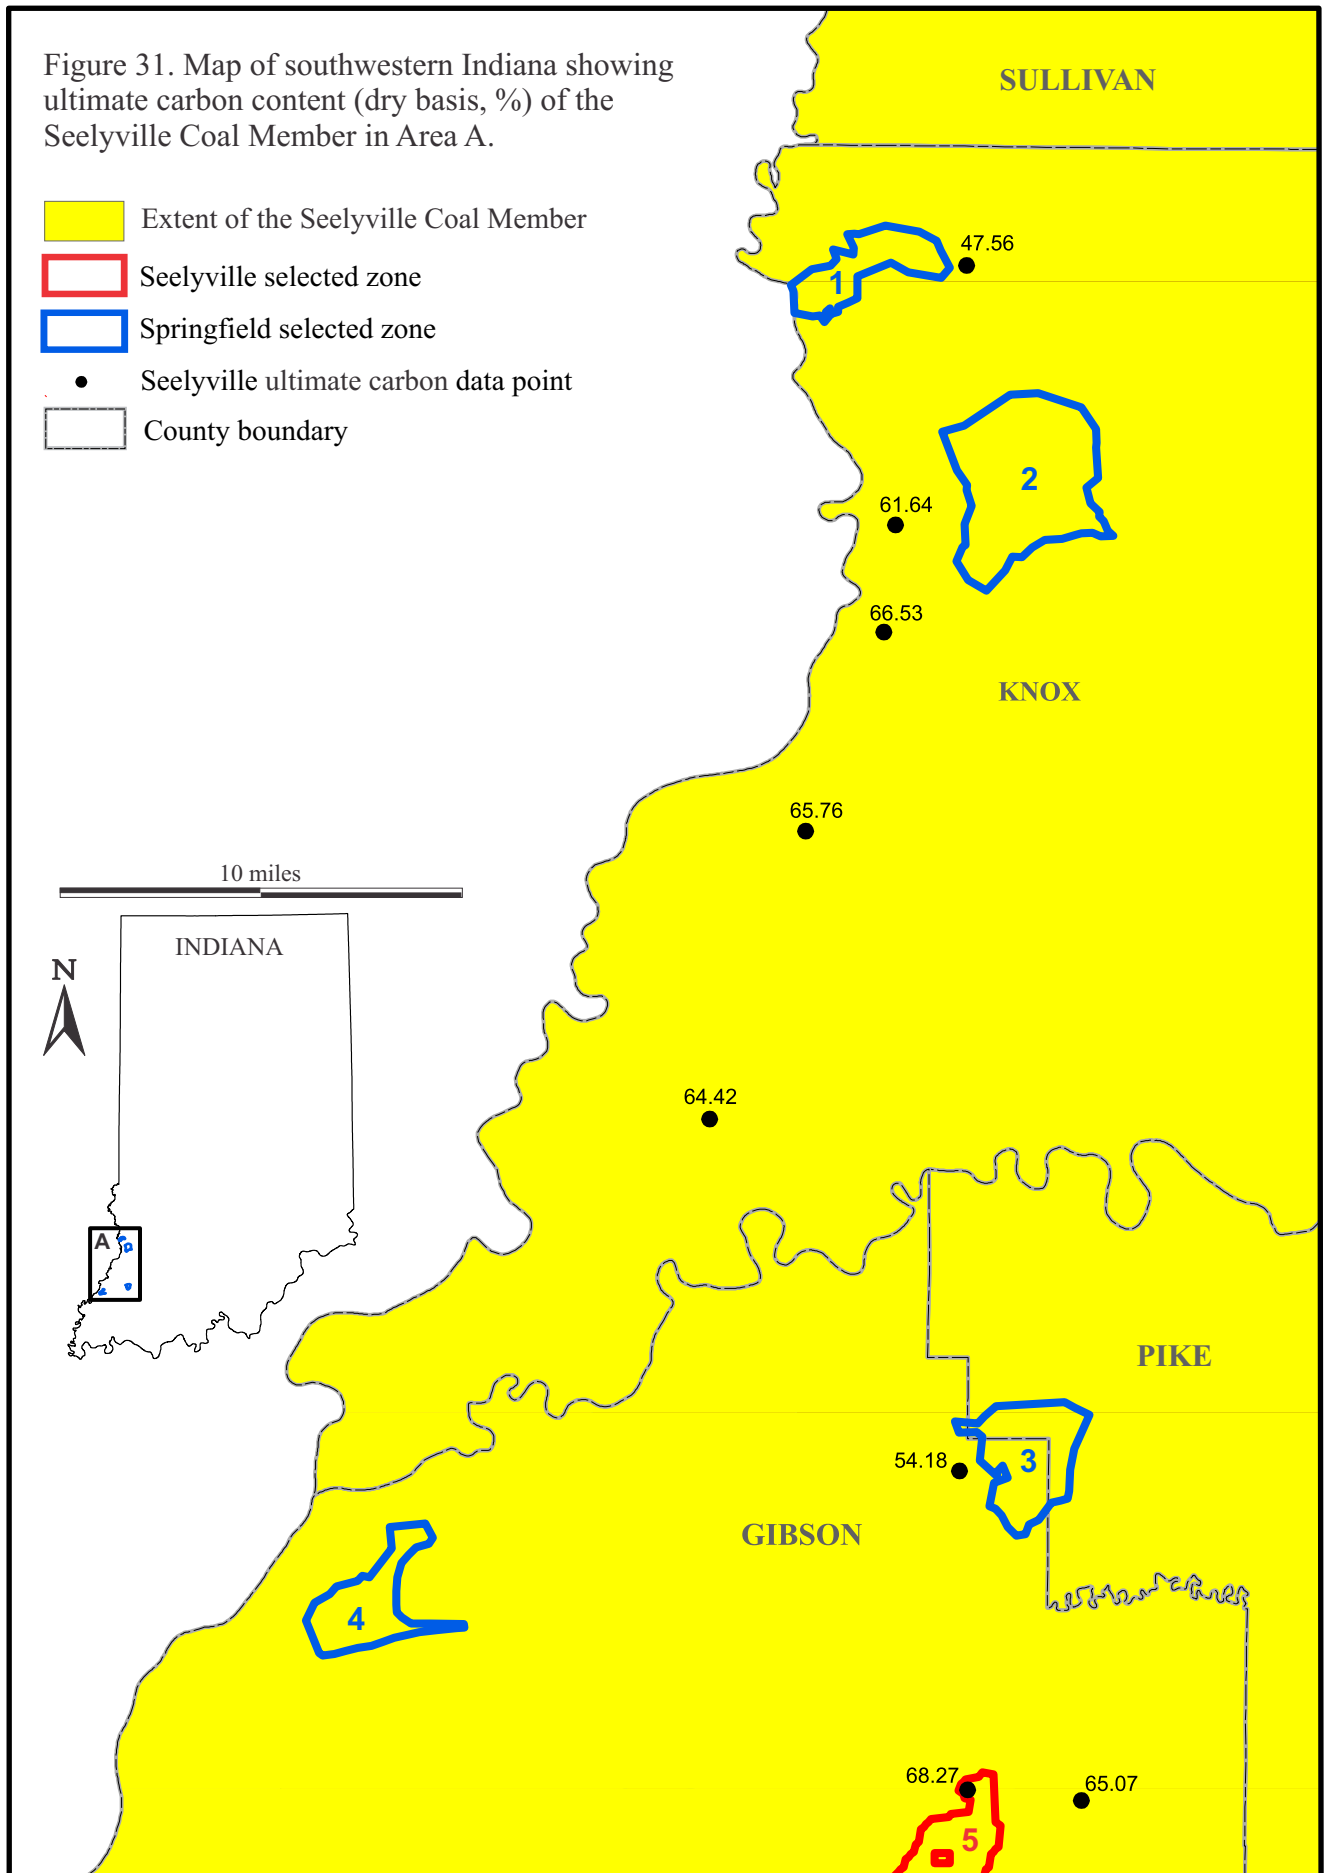 Figure 31. Map of southwestern Indiana showing
ultimate carbon content (dry basis, %) of the
Seelyville Coal Member in Area A.
Extent of the Seelyville Coal Member
Seelyville selected zone
Springfield selected zone
Seelyville ultimate carbon data point
County boundary
SULLIVAN
47.56
1
2
61.64
66.53
KNOX
65.76
10 miles
INDIANA
N
64.42
A
PIKE
54.18
3
GIBSON
4
68.27
65.07
5